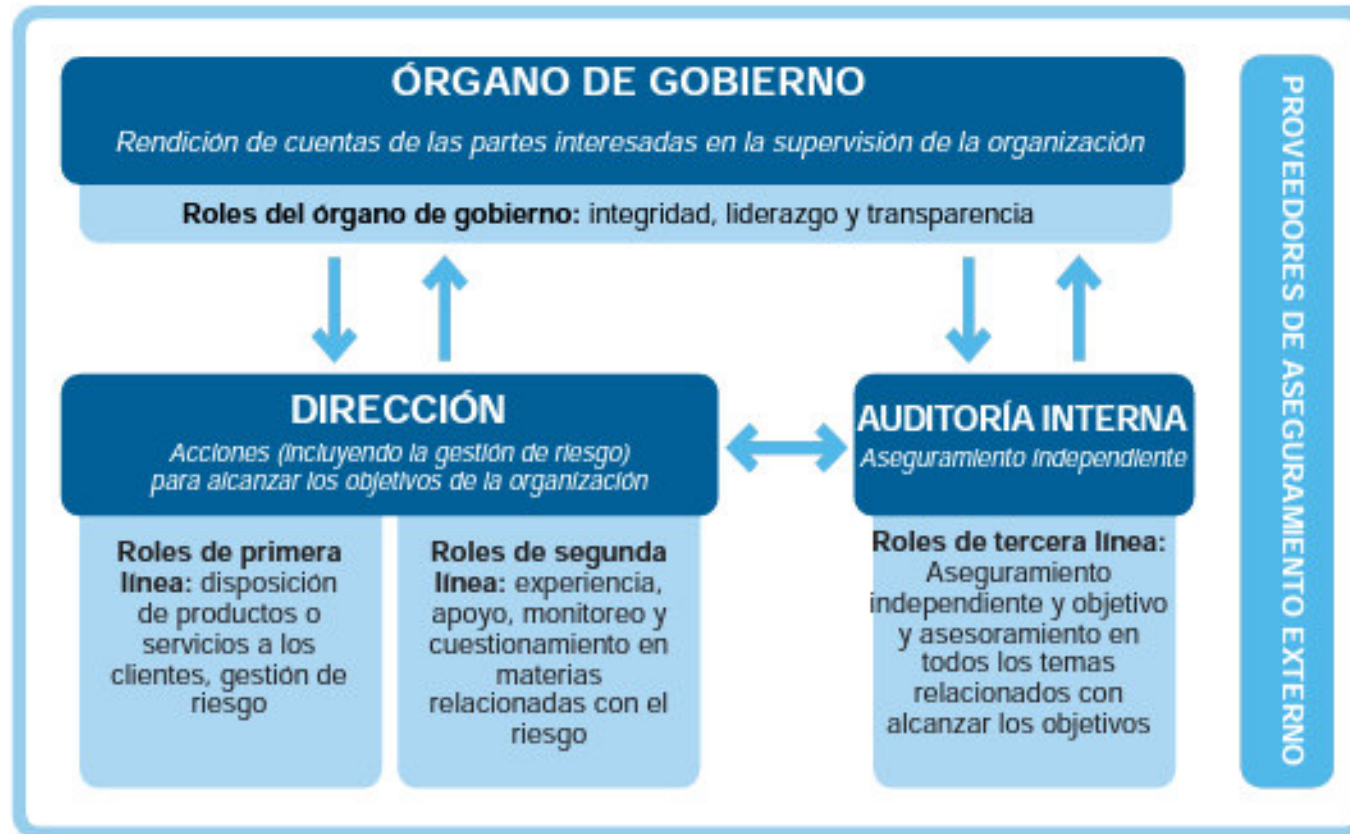 ÓRGANO DE GOBIERNO
Rendición de cuentas de las partes interesadas en la supervisión de la organización
Roles del órgano de gobierno: integridad, liderazgo y transparencia
DIRECCIÓN
Acciones (incluyendo la gestión de riesgo)
para alcanzar los objetivos de la organización
Roles de primera
línea: disposición
de productos o
servicios a los
clientes, gestión de
riesgo
Roles de segunda
línea: experiencia,
apoyo, monitoreo y
cuestionamiento en
materias
relacionadas con el
riesgo
AUDITORÍA INTERNA
Aseguramiento independiente
Roles de tercera línea:
Aseguramiento
independiente y objetivo
y asesoramiento en
todos los temas
relacionados con
alcanzar los objetivos
PROVEEDORES DE ASEGURAMIENTO EXTERNO